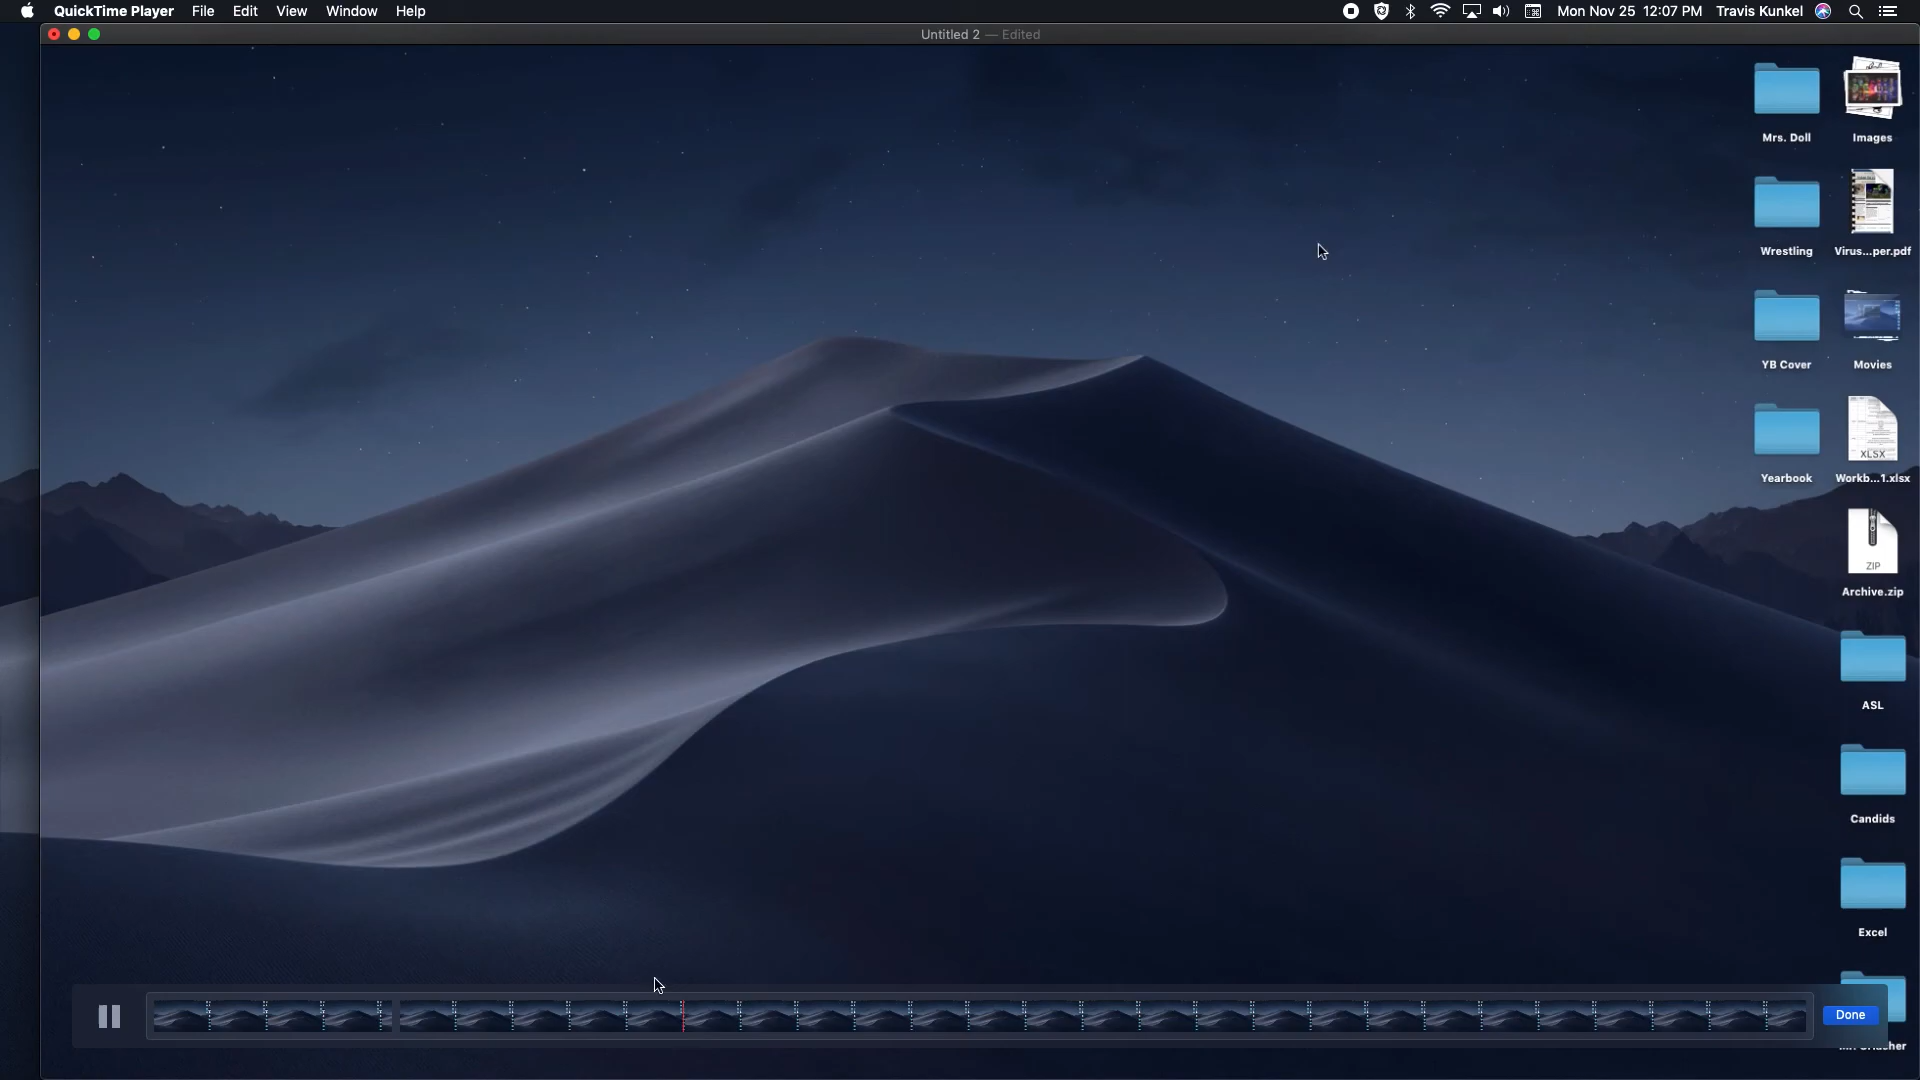 QuickTime Player File Edit View Window Help Mon Nov 25 12:07 PM Travis Kunkel
Untitled 2 — Edited
Mrs. Doll Images
Wrestling Virus...per.pdf
YB Cover Movies
XLSX
Yearbook Workb...1.xlsx
ZIP
Archive.zip
ASL
Candids
Excel
Done